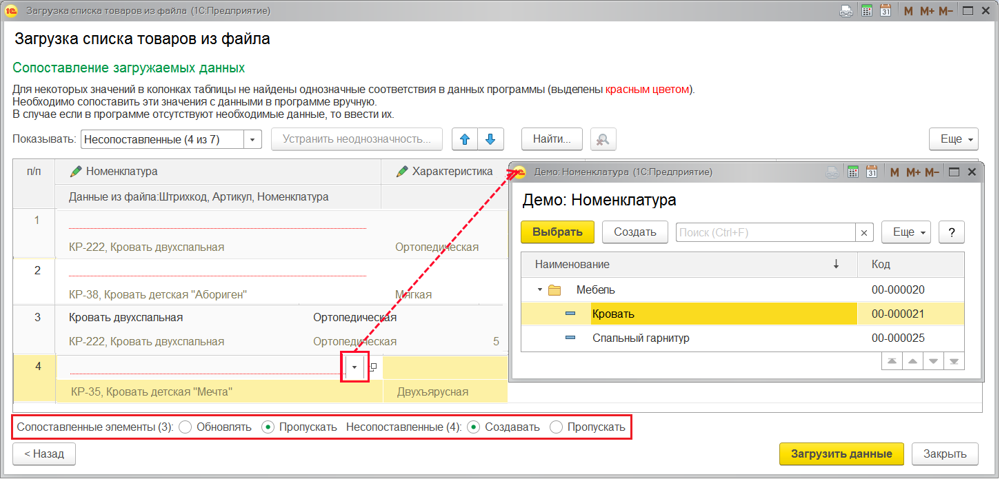 Загрузка списка товаров из файла (1С:Предприятие)
31 M M+ M−
Загрузка списка товаров из файла
Сопоставление загружаемых данных
Для некоторых значений в колонках таблицы не найдены однозначные соответствия в данных программы (выделены красным цветом).
Необходимо сопоставить эти значения с данными в программе вручную.
В случае если в программе отсутствуют необходимые данные, то ввести их.
Показывать: Несопоставленные (4 из 7) Устранить неоднозначность... Найти... Еще
п/п Номенклатура Характеристика
Данные из файла:Штрихкод, Артикул, Номенклатура
1
КР-222, Кровать двухспальная Ортопедическая
2
КР-38, Кровать детская "Абориген" Мягкая
3 Кровать двухспальная Ортопедическая
КР-222, Кровать двухспальная Ортопедическая 5
4
КР-35, Кровать детская "Мечта" Двухъярусная
Демо: Номенклатура (1С:Предприятие)
31 M M+ M−
Демо: Номенклатура
Выбрать Создать Поиск (Ctrl+F) × Еще ?
Наименование ↓ Код
Мебель 00-000020
Кровать 00-000021
Спальный гарнитур 00-000025
Сопоставленные элементы (3): Обновлять Пропускать Несопоставленные (4): Создавать Пропускать
< Назад Загрузить данные Закрыть